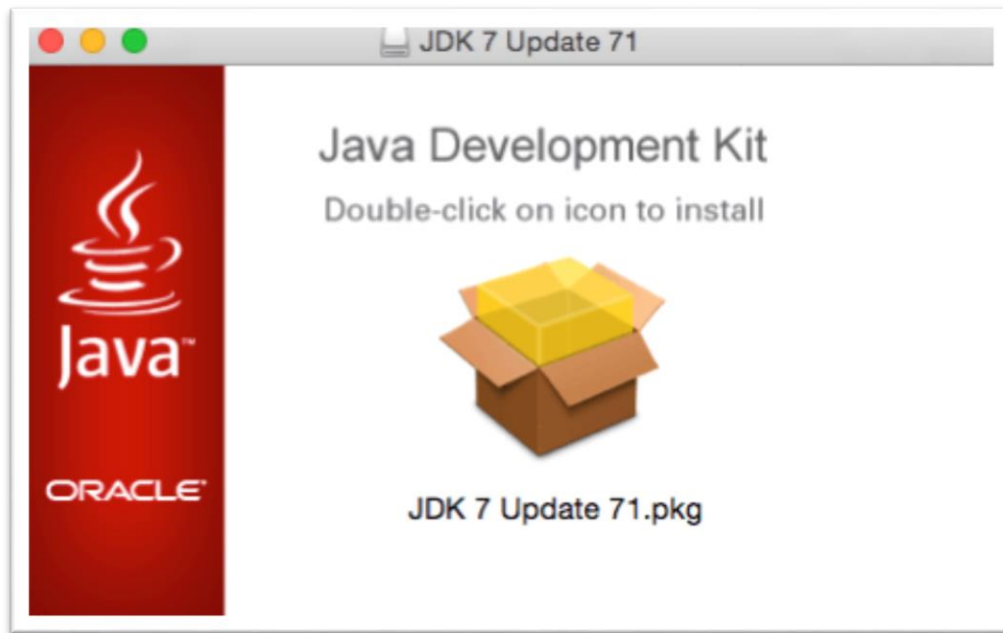 JDK 7 Update 71
Java Development Kit
Double-click on icon to install
Java™
ORACLE®
JDK 7 Update 71.pkg